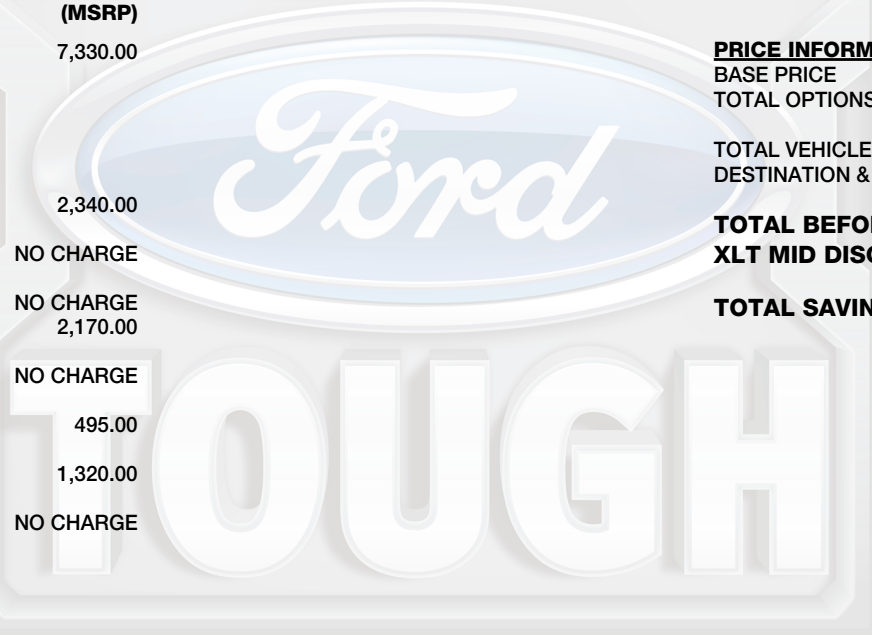 (MSRP)
7,330.00
2,340.00
NO CHARGE
NO CHARGE
2,170.00
NO CHARGE
495.00
1,320.00
NO CHARGE
PRICE INFORM
BASE PRICE
TOTAL OPTIONS
TOTAL VEHICLE
DESTINATION &
TOTAL BEFO
XLT MID DISC
TOTAL SAVIN
Ford
TOUGH